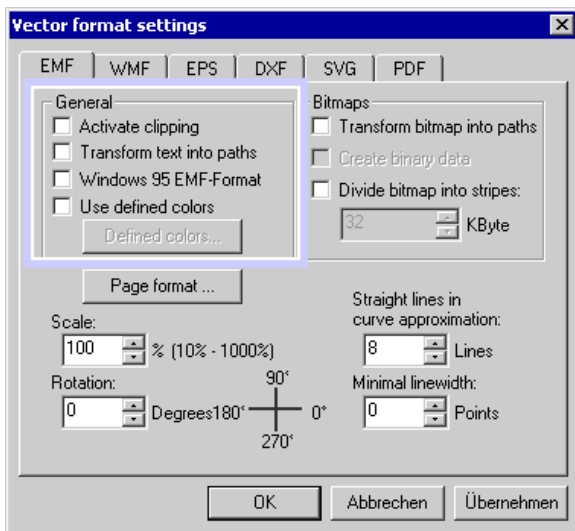 Vector format settings
EMF WMF EPS DXF SVG PDF
General
Activate clipping
Transform text into paths
Windows 95 EMF-Format
Use defined colors
Defined colors...
Bitmaps
Transform bitmap into paths
Create binary data
Divide bitmap into stripes:
32 KByte
Page format ...
Scale:
100 % (10% - 1000%)
Rotation:
0 Degrees
90°
180° 0°
270°
Straight lines in
curve approximation:
8 Lines
Minimal linewidth:
0 Points
OK Abbrechen Übernehmen